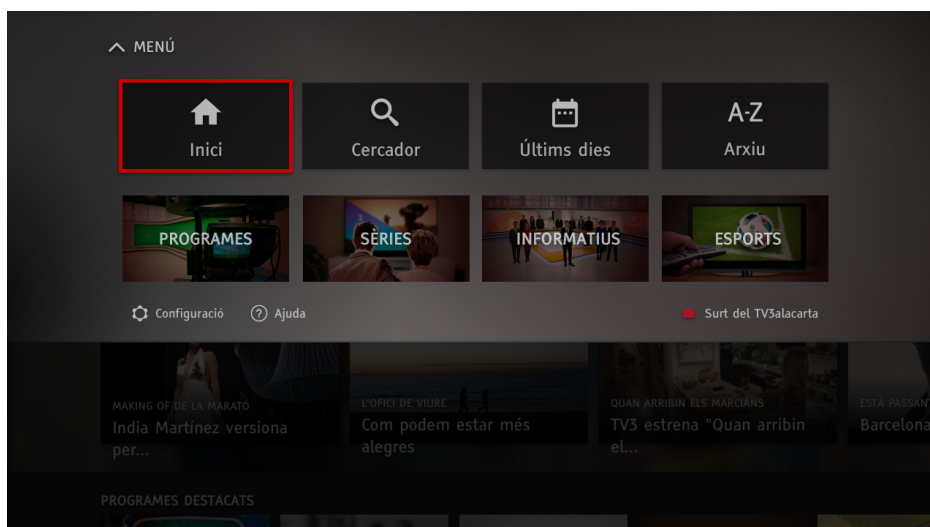 MENÚ
Inici
Cercador
Últims dies
A-Z
Arxiu
PROGRAMES
SÈRIES
INFORMATIUS
ESPORTS
Configuració
? Ajuda
Surt del TV3alacarta
MAKING OF DE LA MARATÓ
India Martínez versiona
per...
L'OFICI DE VIURE
Com podem estar més
alegres
QUAN ARRIBIN ELS MARCIANS
TV3 estrena "Quan arribin
el...
ESTÀ PASSAN
Barcelona
PROGRAMES DESTACATS